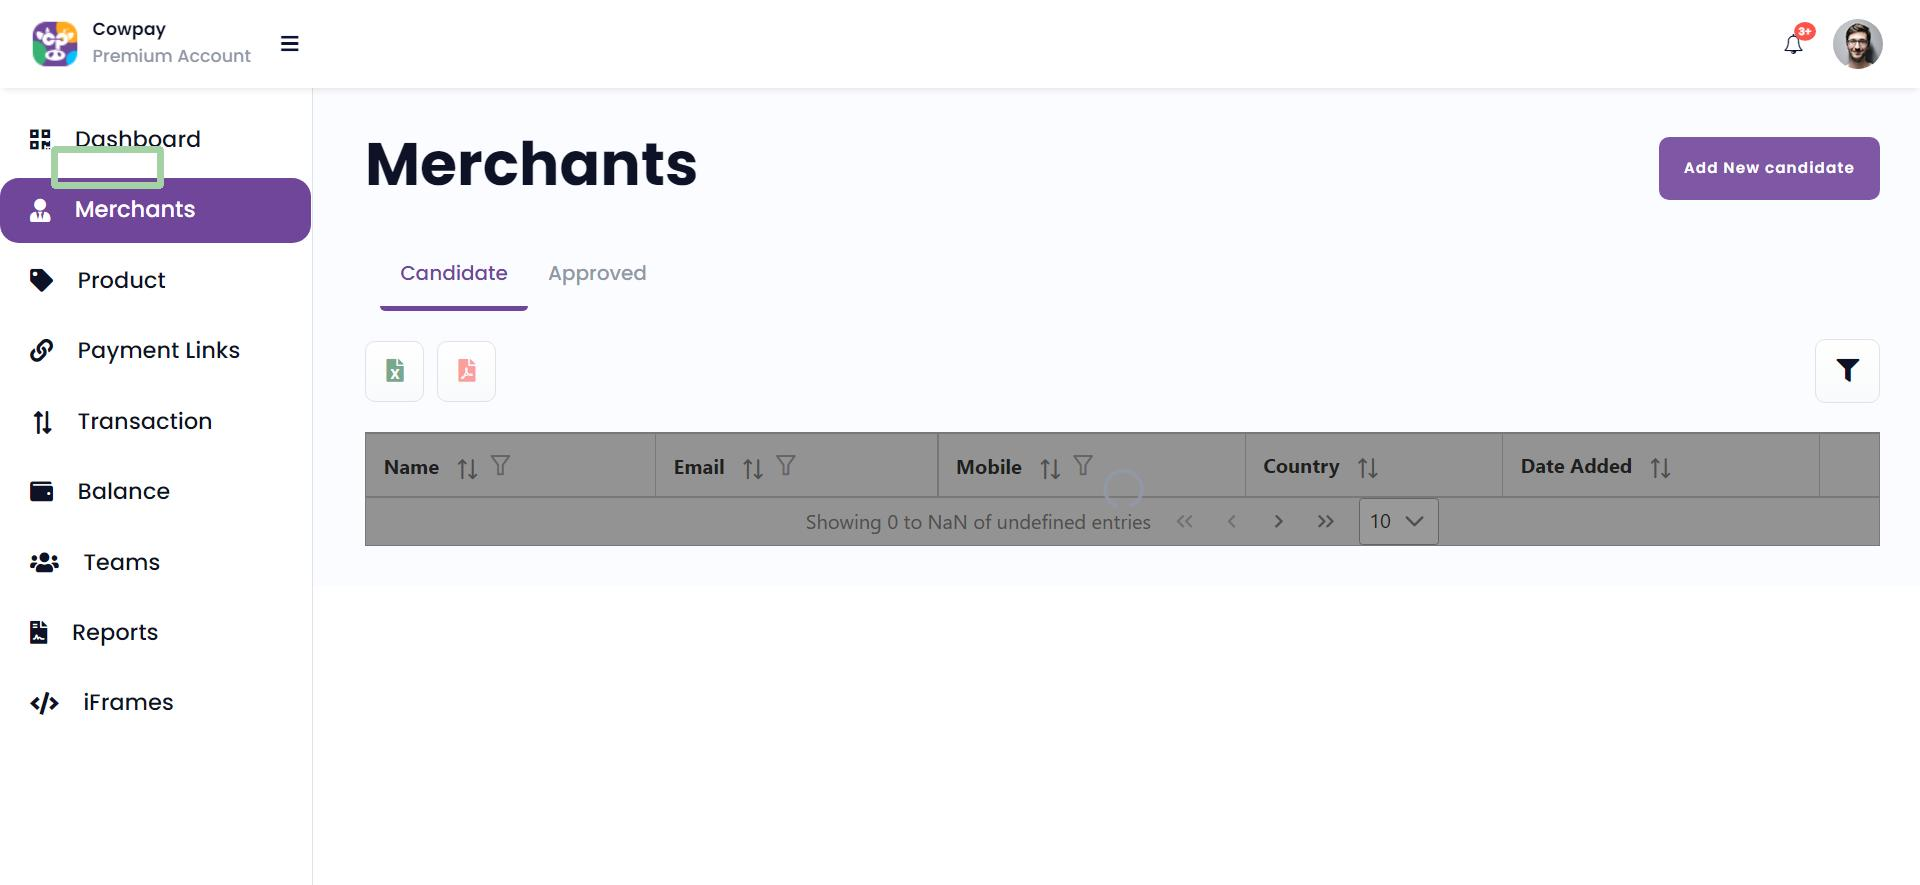 Cowpay
Premium Account
3+
Dashboard
Merchants
Product
Payment Links
Transaction
Balance
Teams
Reports
iFrames
Merchants
Add New candidate
Candidate
Approved
Name
Email
Mobile
Country
Date Added
Showing 0 to NaN of undefined entries
10